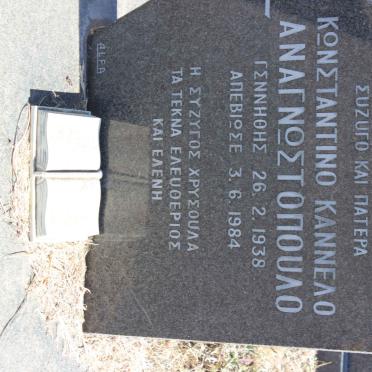 ΣΥΖΥΓΟ ΚΑΙ ΠΑΤΕΡΑ
ΚΩΝΣΤΑΝΤΙΝΟ ΚΑΝΝΕΛΟ
ΑΝΑΓΝΩΣΤΟΠΟΥΛΟ
ΓΕΝΝΗΘΗΣ 26. 2. 1938
ΑΠΕΒΙΩΣΕ 3. 6. 1984
Η ΣΥΖΥΓΟΣ ΧΡΥΣΟΥΛΑ
ΤΑ ΤΕΚΝΑ ΕΛΕΥΘΕΡΙΟΣ
ΚΑΙ ΕΛΕΝΗ
ALFA